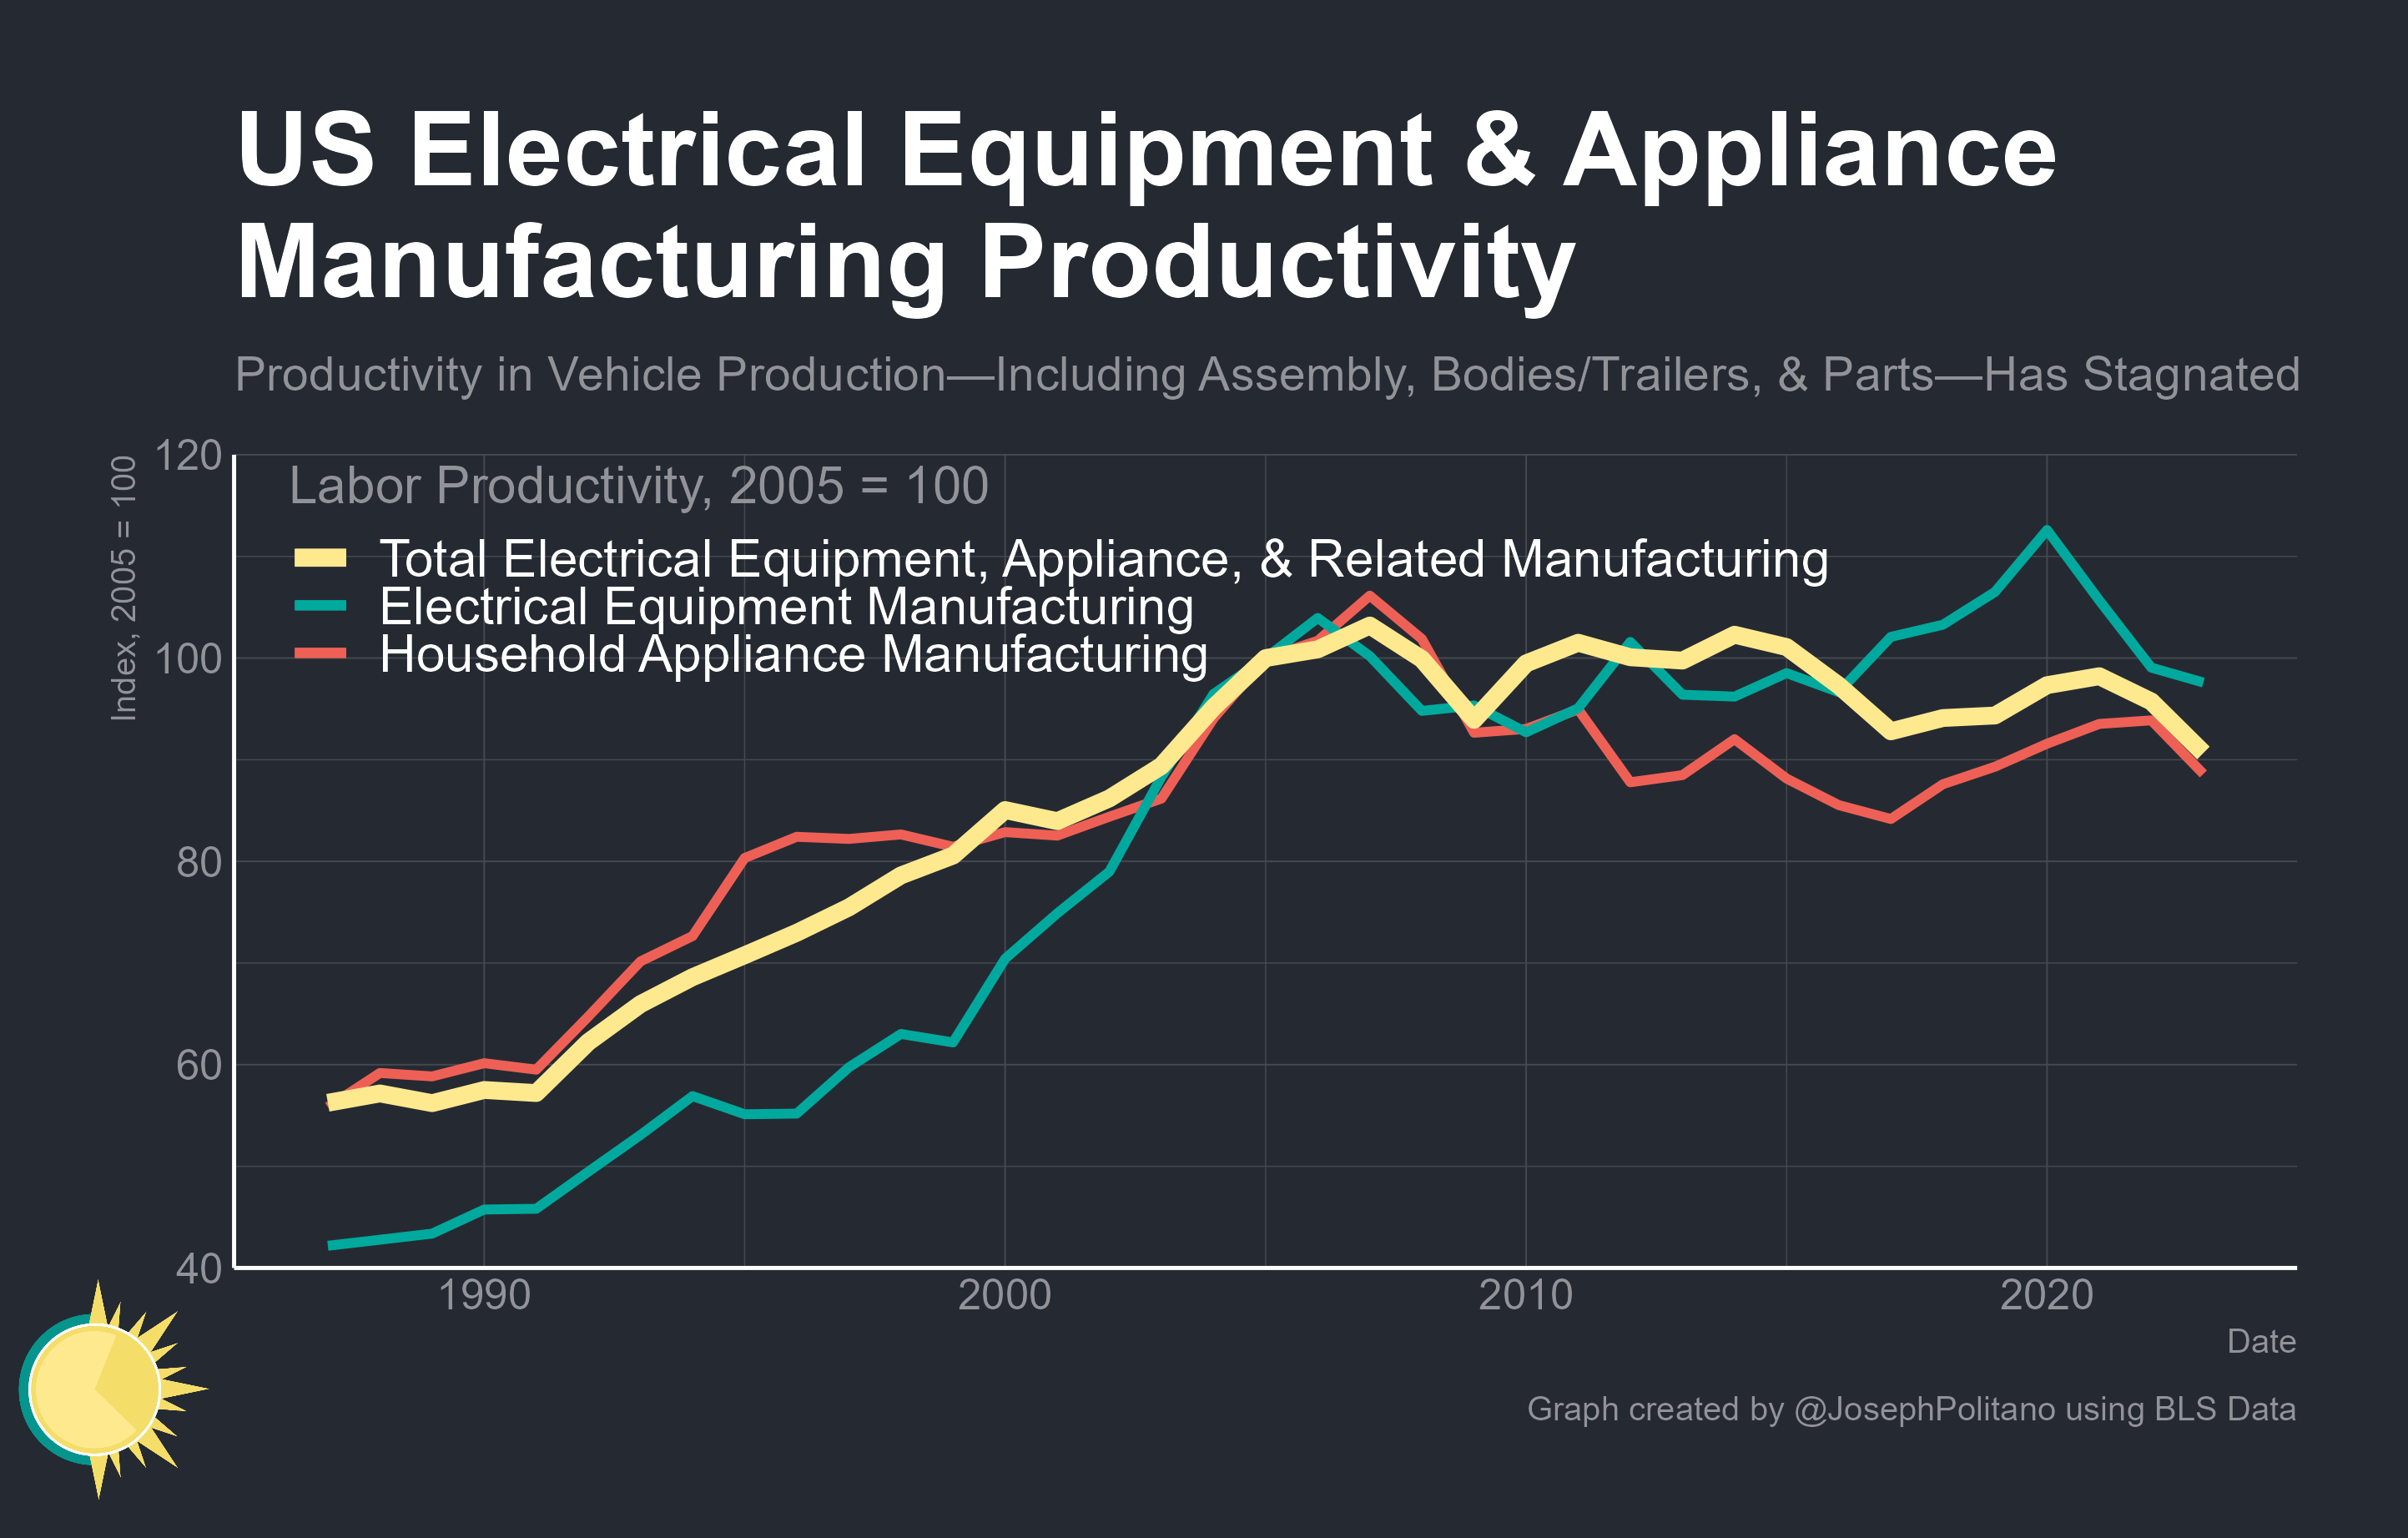 US Electrical Equipment & Appliance
Manufacturing Productivity
Productivity in Vehicle Production—Including Assembly, Bodies/Trailers, & Parts—Has Stagnated
Index, 2005 = 100
120
100
80
60
40
Labor Productivity, 2005 = 100
Total Electrical Equipment, Appliance, & Related Manufacturing
Electrical Equipment Manufacturing
Household Appliance Manufacturing
1990
2000
2010
2020
Date
Graph created by @JosephPolitano using BLS Data